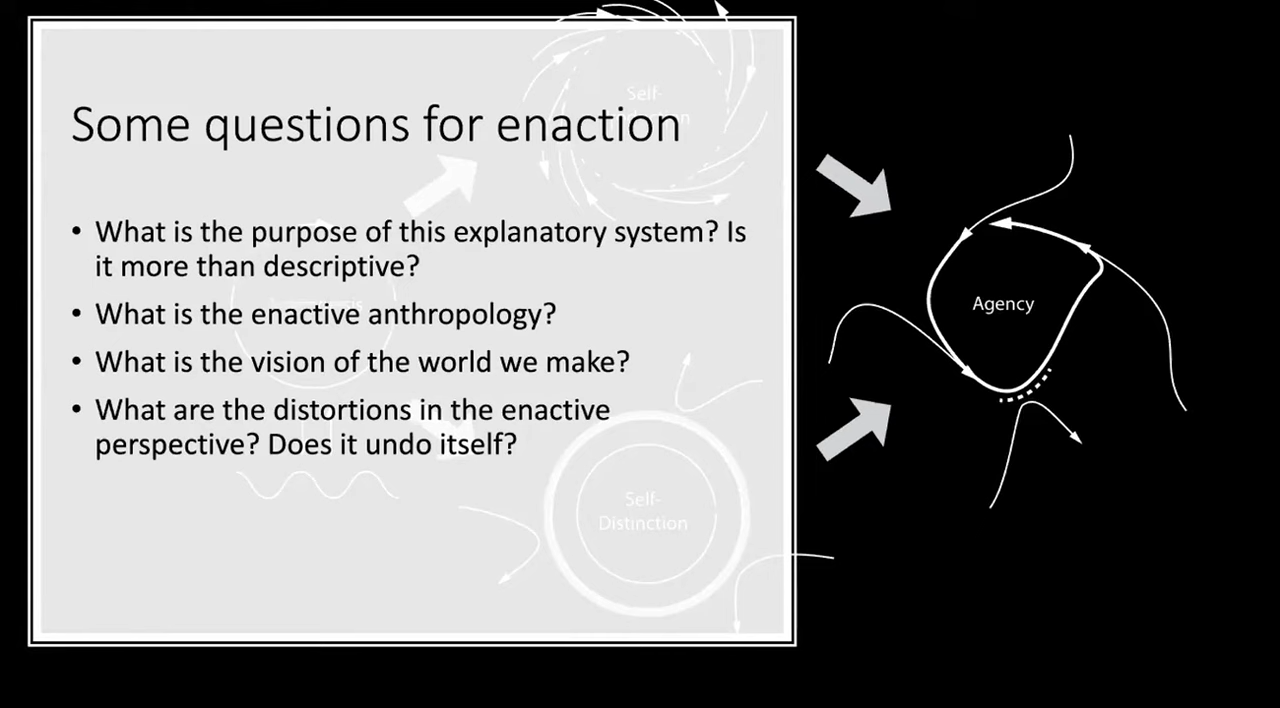 Some questions for enaction
• What is the purpose of this explanatory system? Is
it more than descriptive?
• What is the enactive anthropology?
• What is the vision of the world we make?
• What are the distortions in the enactive
perspective? Does it undo itself?
Self-
Self-
Distinction
Agency